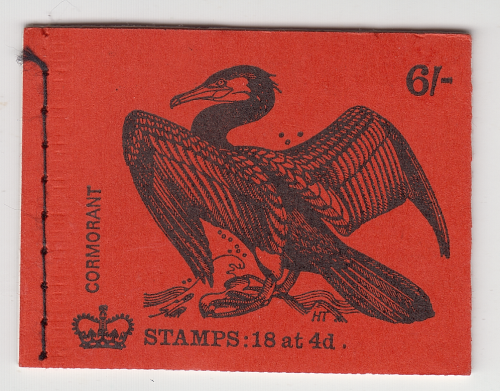 6/-
CORMORANT
HT
STAMPS: 18 at 4d.